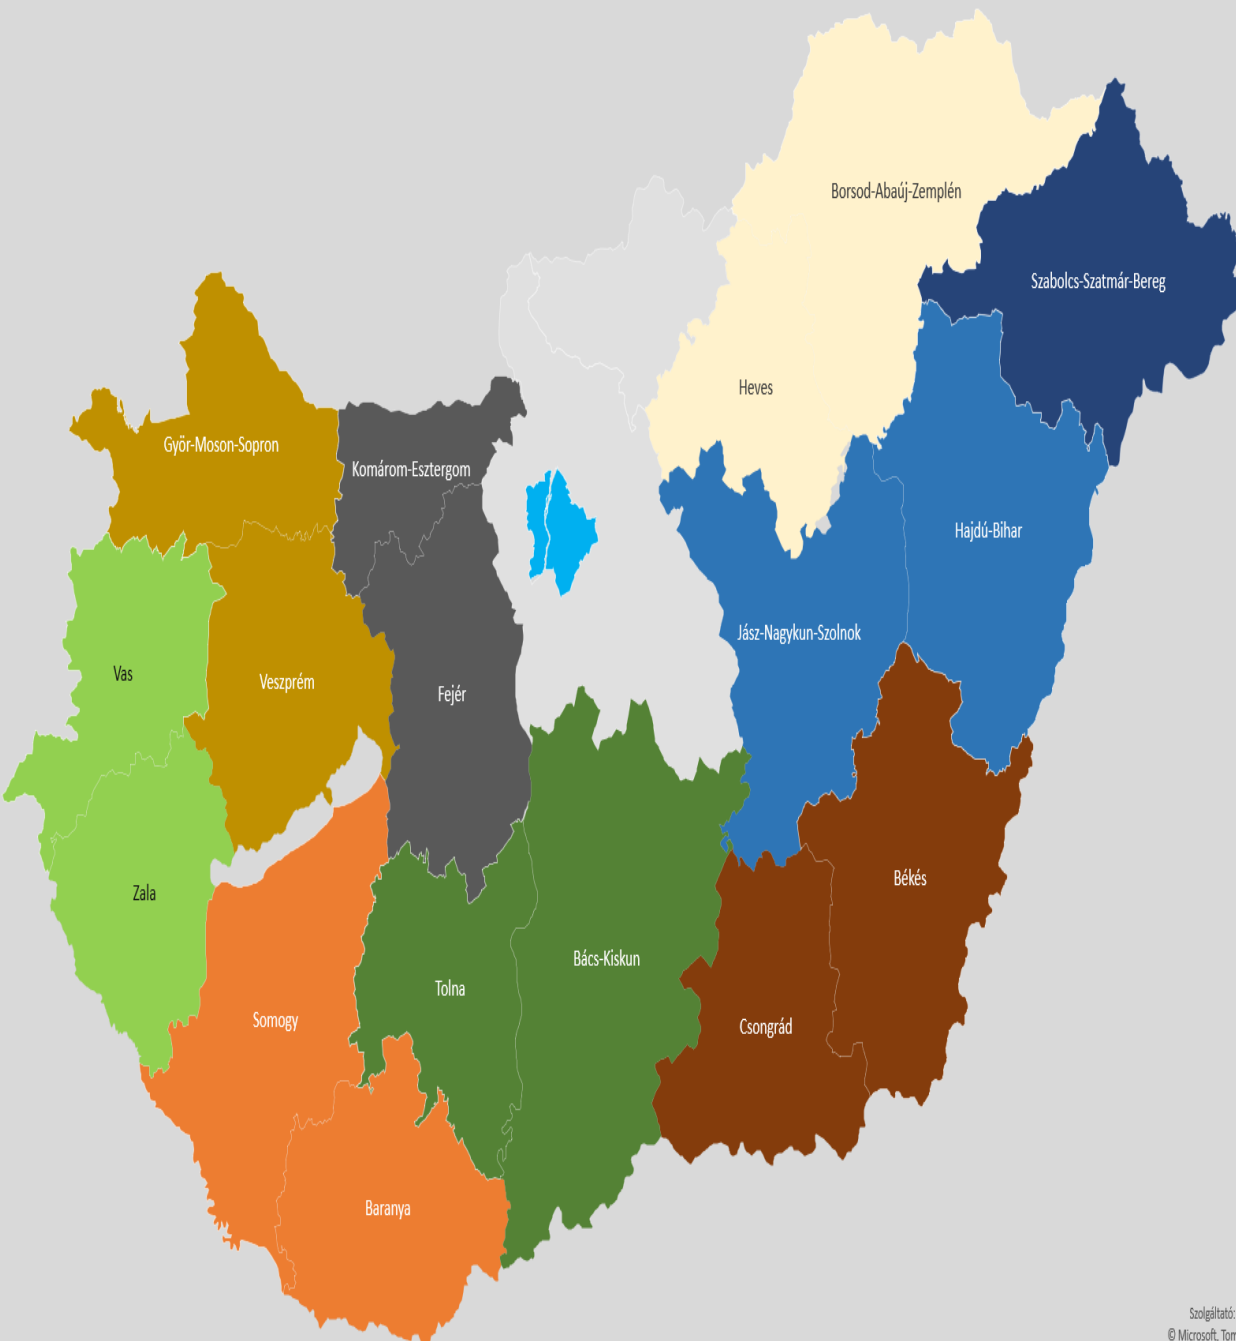 Borsod-Abaúj-Zemplén
Szabolcs-Szatmár-Bereg
Heves
Győr-Moson-Sopron
Komárom-Esztergom
Hajdú-Bihar
Jász-Nagykun-Szolnok
Vas
Veszprém
Fejér
Békés
Zala
Bács-Kiskun
Tolna
Somogy
Csongrád
Baranya
Szolgáltató:
© Microsoft, Tom